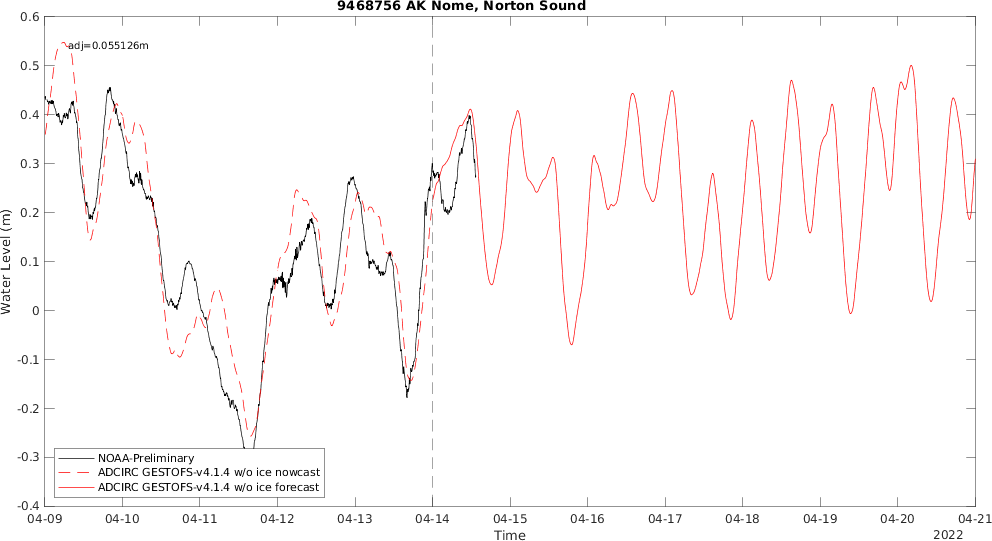 9468756 AK Nome, Norton Sound
adj=0.055126m
0.6
0.5
0.4
0.3
0.2
0.1
0
-0.1
-0.2
-0.3
-0.4
Water Level (m)
NOAA-Preliminary
ADCIRC GESTOFS-v4.1.4 w/o ice nowcast
ADCIRC GESTOFS-v4.1.4 w/o ice forecast
04-09 04-10 04-11 04-12 04-13 04-14 04-15 04-16 04-17 04-18 04-19 04-20 04-21
Time
2022